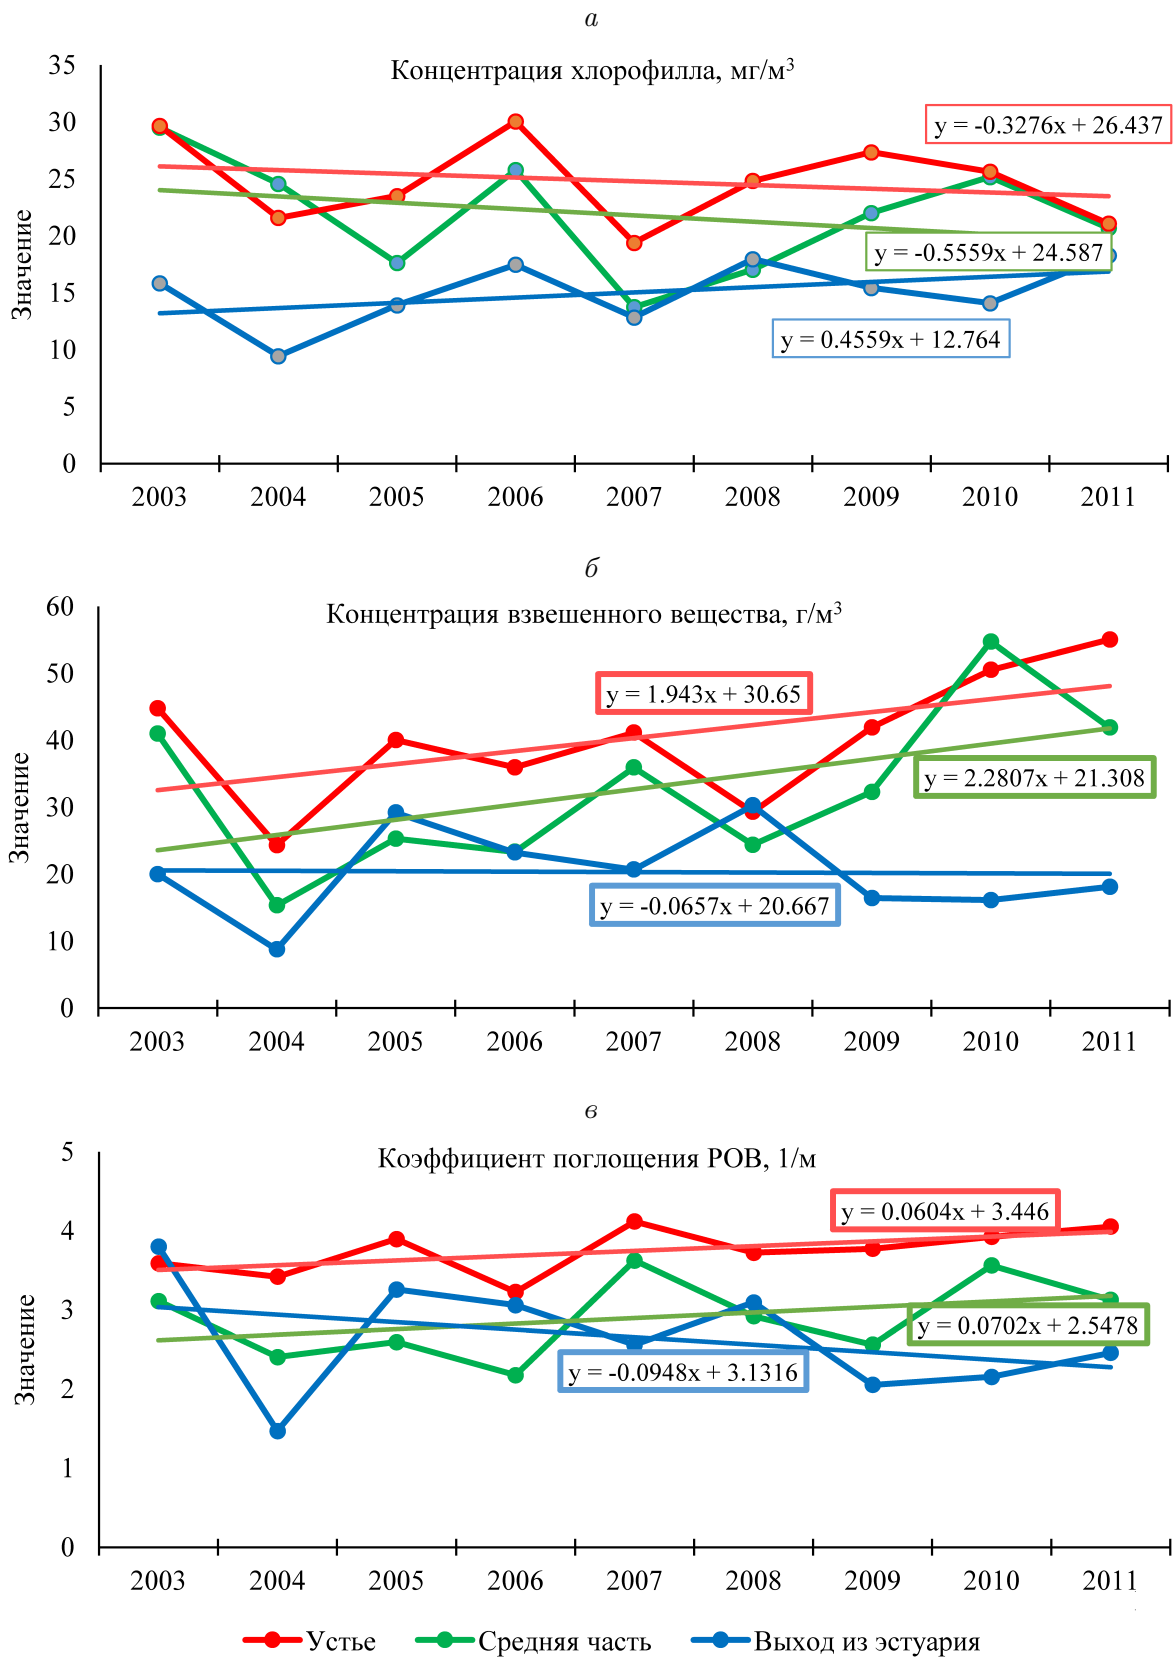 а
Концентрация хлорофилла, мг/м³
Значение
35
30
25
20
15
10
5
0
y = -0.3276x + 26.437
y = -0.5559x + 24.587
y = 0.4559x + 12.764
2003 2004 2005 2006 2007 2008 2009 2010 2011
б
Концентрация взвешенного вещества, г/м³
Значение
60
50
40
30
20
10
0
y = 1.943x + 30.65
y = 2.2807x + 21.308
y = -0.0657x + 20.667
2003 2004 2005 2006 2007 2008 2009 2010 2011
в
Коэффициент поглощения РОВ, 1/м
Значение
5
4
3
2
1
0
y = 0.0604x + 3.446
y = 0.0702x + 2.5478
y = -0.0948x + 3.1316
2003 2004 2005 2006 2007 2008 2009 2010 2011
Устье Средняя часть Выход из эстуария